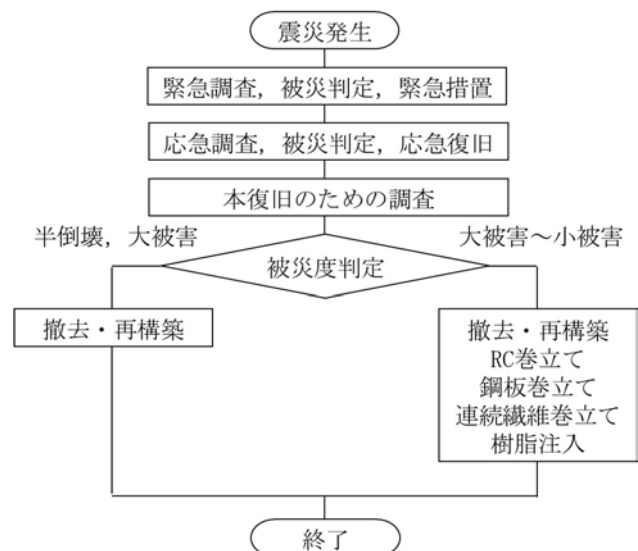 震災発生
緊急調査，被災判定，緊急措置
応急調査，被災判定，応急復旧
本復旧のための調査
半倒壊，大被害
大被害～小被害
被災度判定
撤去・再構築
撤去・再構築
RC巻立て
鋼板巻立て
連続繊維巻立て
樹脂注入
終了